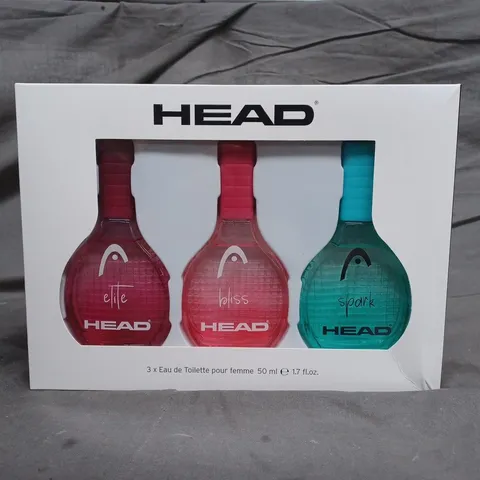 HEAD®
elite
HEAD
bliss
HEAD
spark
HEAD
3 x Eau de Toilette pour femme 50 ml ℮ 1.7 fl.oz.